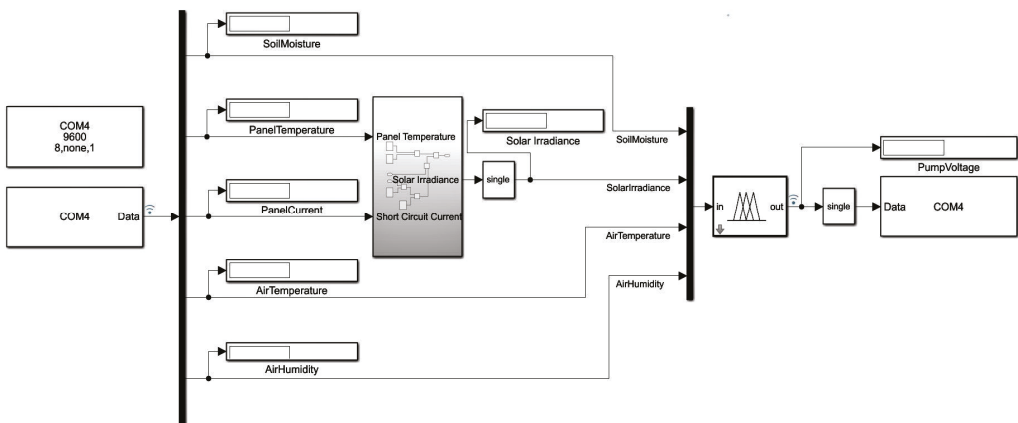 COM4
9600
8,none,1
COM4
Data
SoilMoisture
PanelTemperature
PanelCurrent
AirTemperature
AirHumidity
Panel Temperature
Solar Irradiance
Short Circuit Current
single
Solar Irradiance
SoilMoisture
SolarIrradiance
AirTemperature
AirHumidity
in
out
PumpVoltage
single
Data
COM4